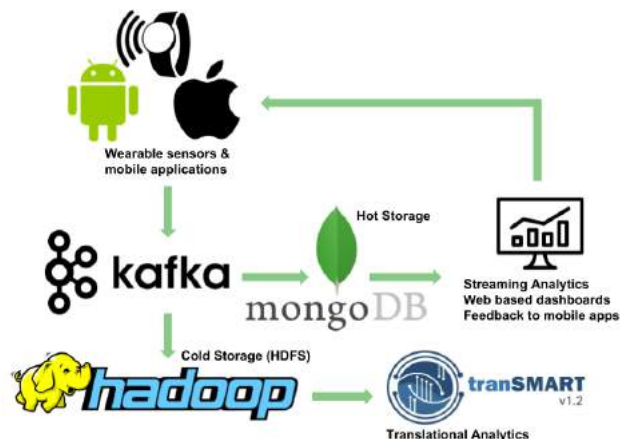 Wearable sensors &
mobile applications
kafka
Hot Storage
mongoDB
Streaming Analytics
Web based dashboards
Feedback to mobile apps
Cold Storage (HDFS)
hadoop
tranSMART
v1.2
Translational Analytics